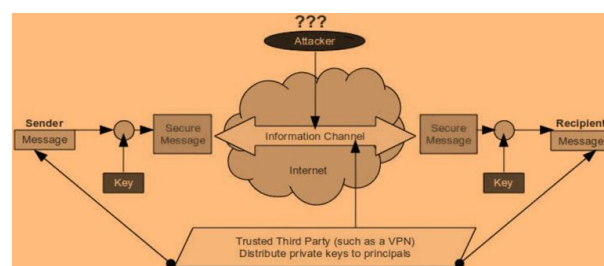 ???
Attacker
Sender
Message
Secure
Message
Information Channel
Internet
Secure
Message
Recipient
Message
Key
Key
Trusted Third Party (such as a VPN)
Distribute private keys to principals